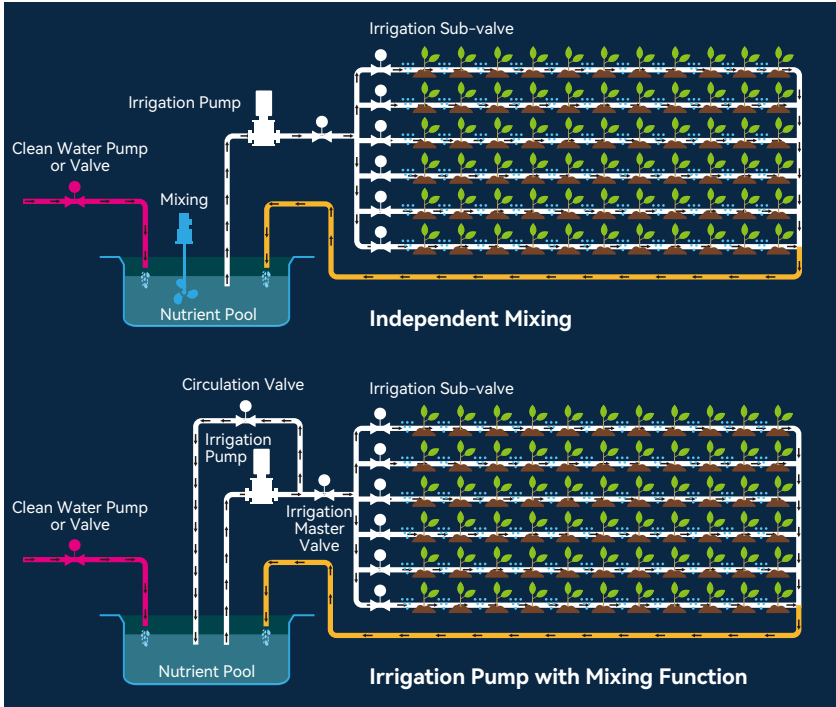 Irrigation Sub-valve
Irrigation Pump
Clean Water Pump
or Valve
Mixing
Nutrient Pool
Independent Mixing
Circulation Valve
Irrigation Sub-valve
Irrigation
Pump
Clean Water Pump
or Valve
Irrigation
Master
Valve
Nutrient Pool
Irrigation Pump with Mixing Function